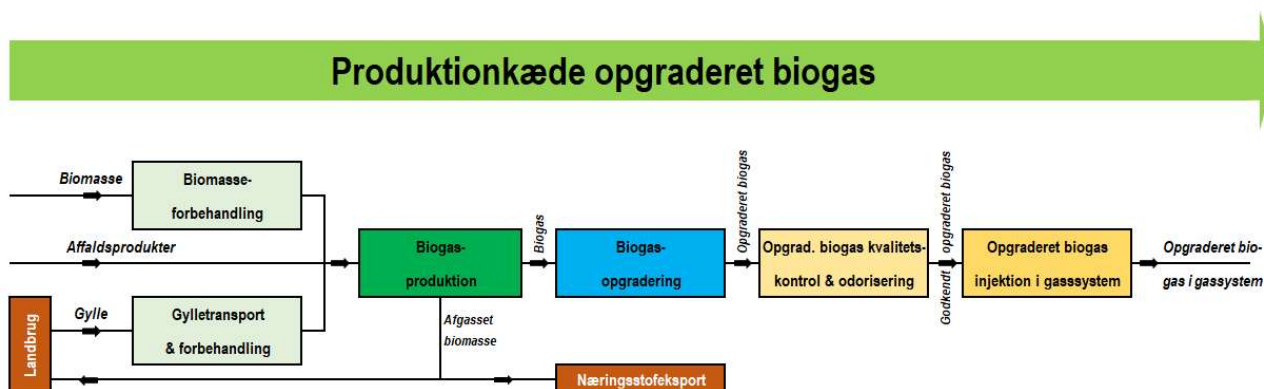 Produktionkæde opgraderet biogas
Biomasse
Biomasse-
forbehandling
Affaldsprodukter
Gylle
Gylletransport
& forbehandling
Landbrug
Biogas-
produktion
Afgasset
biomasse
Næringsstofeksport
Biogas
Biogas-
opgradering
Opgraderet biogas
Opgrad. biogas kvalitets-
kontrol & odorisering
Godkendt opgraderet biogas
Opgraderet biogas
injektion i gasssystem
Opgraderet bio-
gas i gassystem